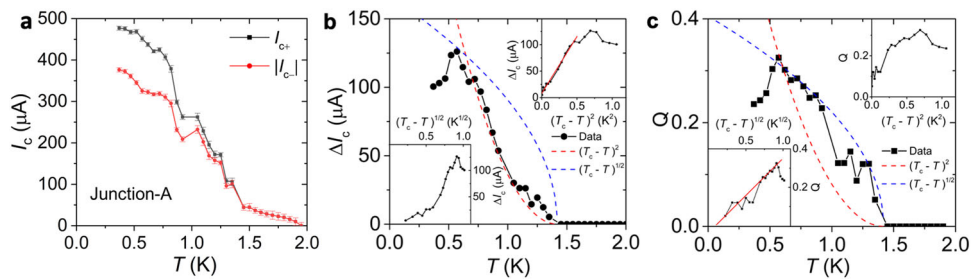 a
I_c+
|I_c-|
Junction-A
I_c (μA)
500
400
300
200
100
0
0.0 0.5 1.0 1.5 2.0
T (K)
b
ΔI_c (μA)
150
100
50
0
0.0 0.5 1.0 1.5 2.0
T (K)
ΔI_c (μA)
100
50
0
0.0 0.5 1.0
(T_c - T)^2 (K^2)
(T_c - T)^1/2 (K^1/2)
0.5 1.0
100
50
0
ΔI_c (μA)
Data
(T_c - T)^2
(T_c - T)^1/2
c
Q
0.4
0.3
0.2
0.1
0.0
0.0 0.5 1.0 1.5 2.0
T (K)
Q
0.2
0.0
0.0 0.5 1.0
(T_c - T)^2 (K^2)
(T_c - T)^1/2 (K^1/2)
0.5 1.0
0.4
0.2
Q
Data
(T_c - T)^2
(T_c - T)^1/2